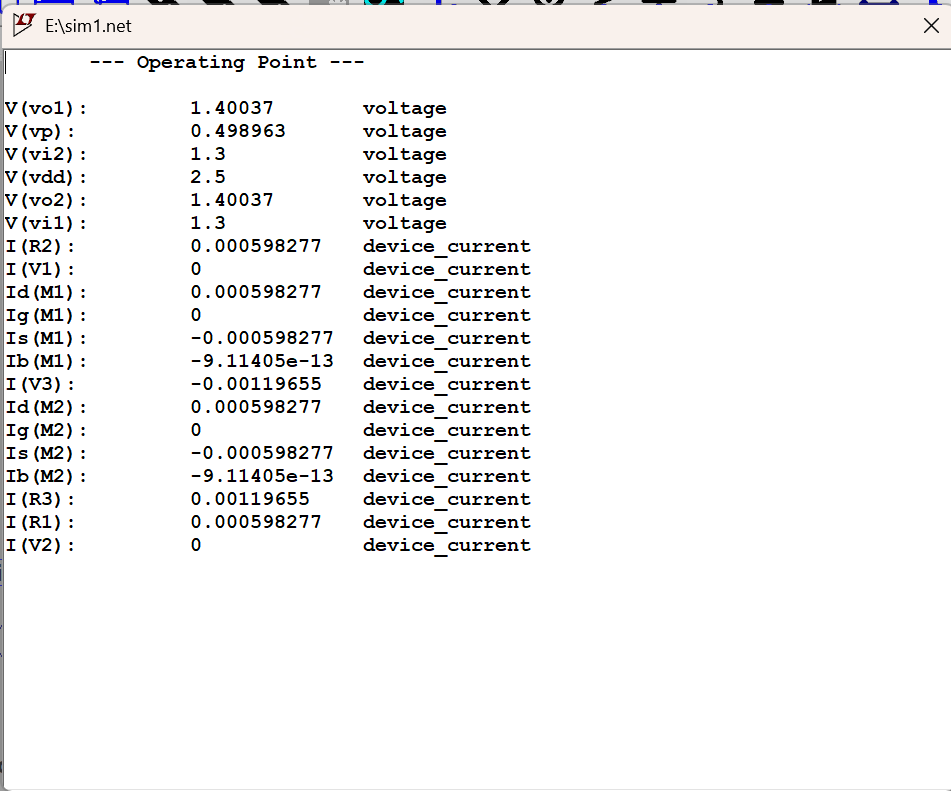 E:\sim1.net
--- Operating Point ---
V(vo1): 1.40037 voltage
V(vp): 0.498963 voltage
V(vi2): 1.3 voltage
V(vdd): 2.5 voltage
V(vo2): 1.40037 voltage
V(vi1): 1.3 voltage
I(R2): 0.000598277 device_current
I(V1): 0 device_current
Id(M1): 0.000598277 device_current
Ig(M1): 0 device_current
Is(M1): -0.000598277 device_current
Ib(M1): -9.11405e-13 device_current
I(V3): -0.00119655 device_current
Id(M2): 0.000598277 device_current
Ig(M2): 0 device_current
Is(M2): -0.000598277 device_current
Ib(M2): -9.11405e-13 device_current
I(R3): 0.00119655 device_current
I(R1): 0.000598277 device_current
I(V2): 0 device_current